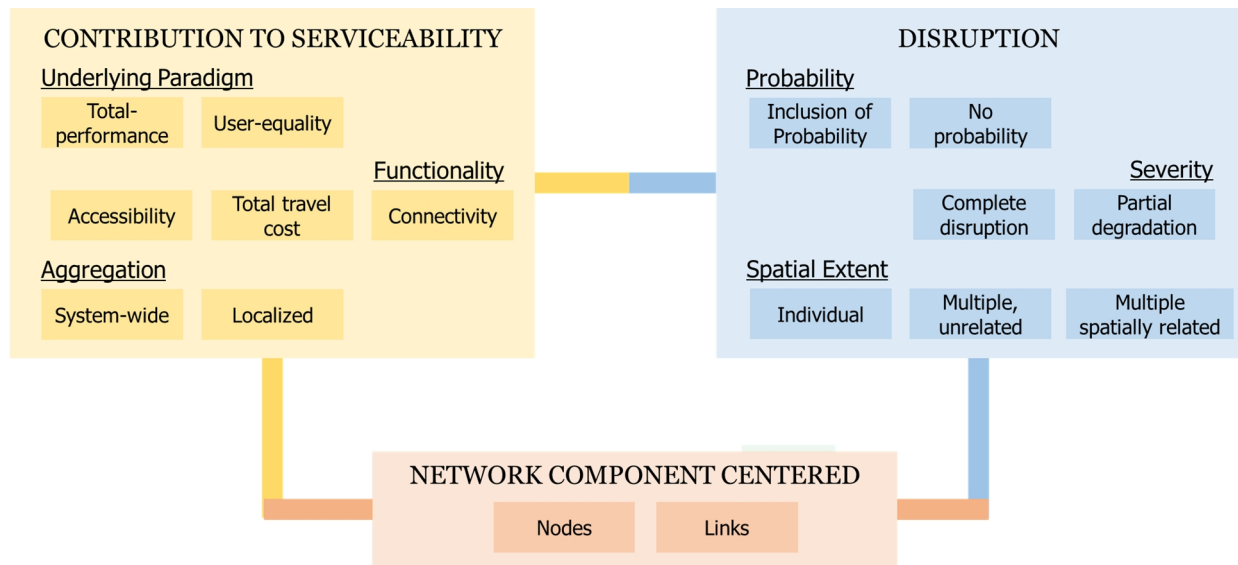 CONTRIBUTION TO SERVICEABILITY
Underlying Paradigm
Total-
performance
User-equality
Functionality
Accessibility
Total travel
cost
Connectivity
Aggregation
System-wide
Localized
DISRUPTION
Probability
Inclusion of
Probability
No
probability
Severity
Complete
disruption
Partial
degradation
Spatial Extent
Individual
Multiple,
unrelated
Multiple
spatially related
NETWORK COMPONENT CENTERED
Nodes
Links